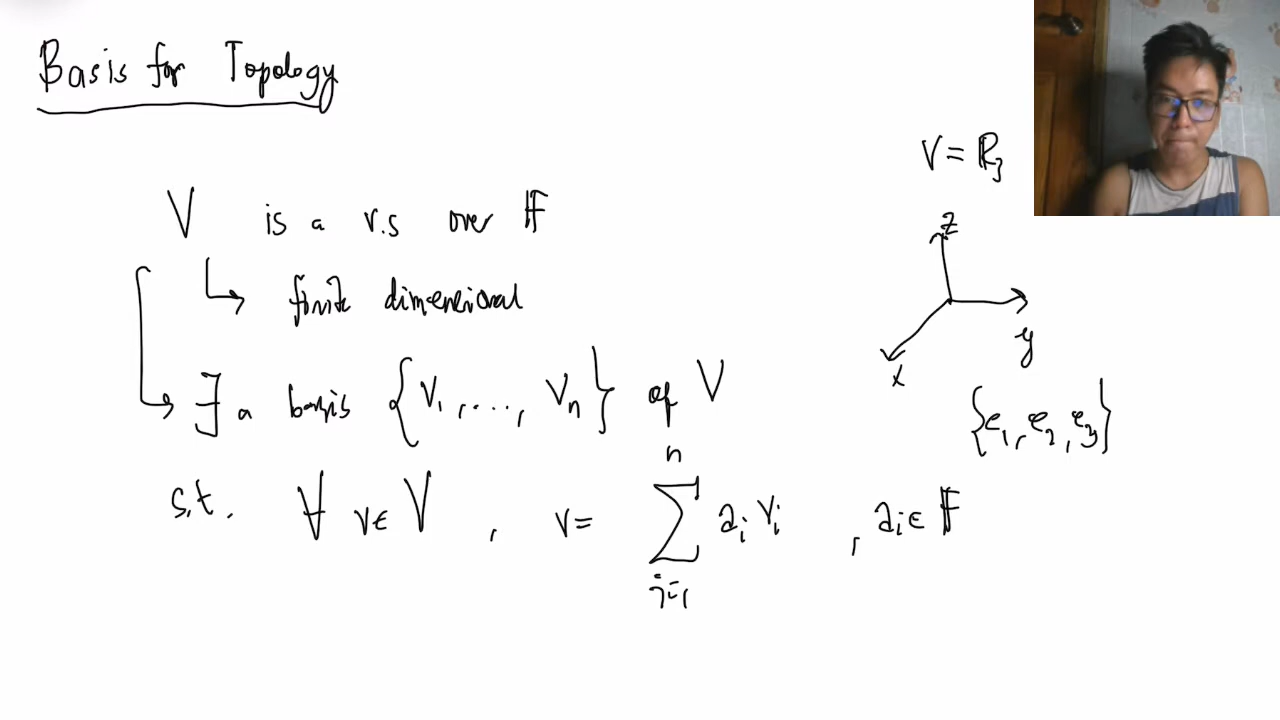 Basis for Topology
V is a v.s over 𝔽
↳ finite dimensional
∃ a basis {v₁, ..., vₙ} of V
s.t. ∀ v∈V, v= ∑ⁿᵢ₌₁ aᵢ vᵢ , aᵢ∈ 𝔽
V = ℝ₃
z
y
x
{e₁, e₂, e₃}